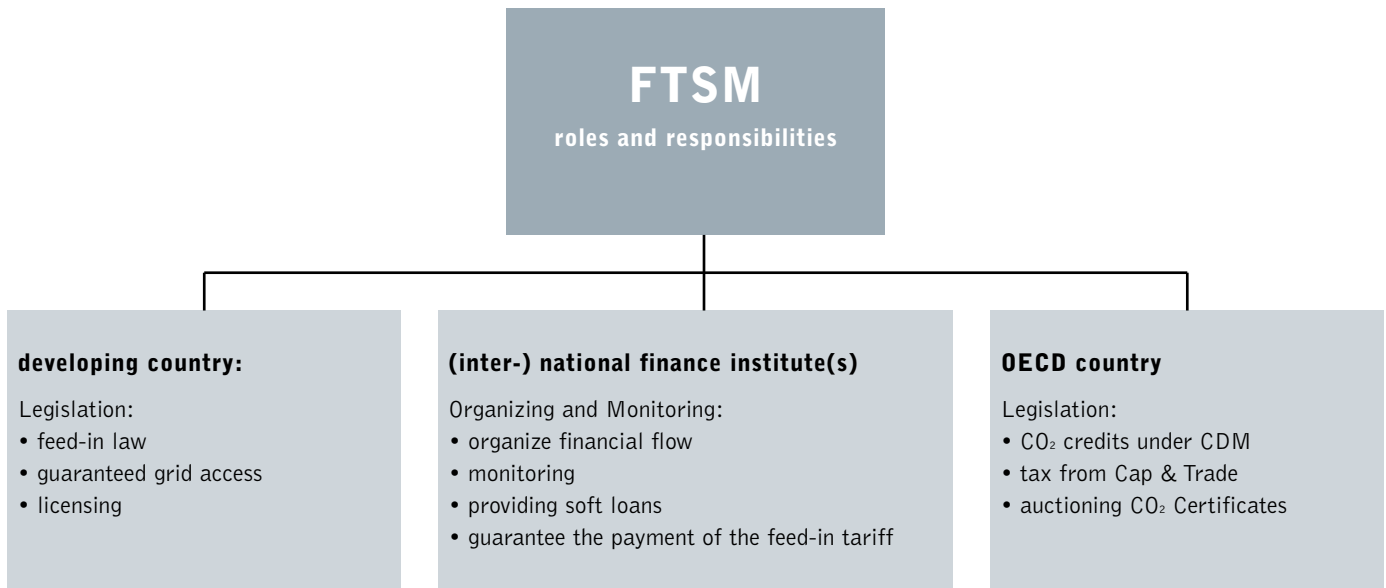 FTSM
roles and responsibilities
developing country:
Legislation:
• feed-in law
• guaranteed grid access
• licensing
(inter-) national finance institute(s)
Organizing and Monitoring:
• organize financial flow
• monitoring
• providing soft loans
• guarantee the payment of the feed-in tariff
OECD country
Legislation:
• CO₂ credits under CDM
• tax from Cap & Trade
• auctioning CO₂ Certificates